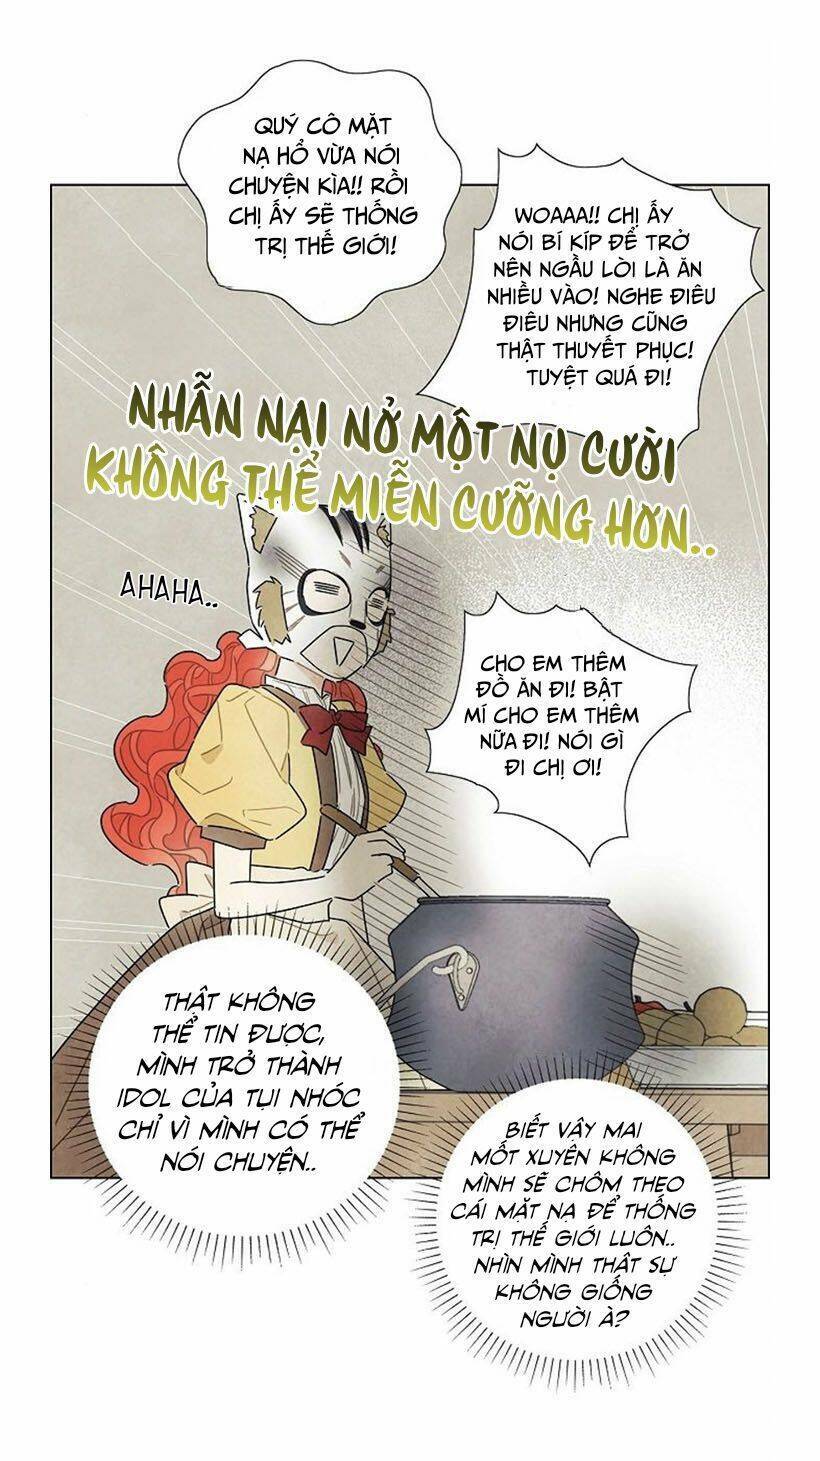 QUÝ CÔ MẶT
NẠ HỔ VỪA NÓI
CHUYỆN KÌA!! RỒI
CHỊ ẤY SẼ THỐNG
TRỊ THẾ GIỚI!
WOAAA!! CHỊ ẤY
NÓI BÍ KÍP ĐỂ TRỞ
NÊN NGẦU LÒI LÀ ĂN
NHIỀU VÀO! NGHE ĐIÊU
ĐIÊU NHƯNG CŨNG
THẬT THUYẾT PHỤC!
TUYỆT QUÁ ĐI!
NHẪN NẠI NỞ MỘT NỤ CƯỜI
KHÔNG THỂ MIỄN CƯỠNG HƠN..
AHAHA..
CHO EM THÊM
ĐỒ ĂN ĐI! BẬT
MÍ CHO EM THÊM
NỮA ĐI! NÓI GÌ
ĐI CHỊ ƠI!
THẬT KHÔNG
THỂ TIN ĐƯỢC,
MÌNH TRỞ THÀNH
IDOL CỦA TỤI NHÓC
CHỈ VÌ MÌNH CÓ THỂ
NÓI CHUYỆN..
BIẾT VẬY MAI
MỐT XUYÊN KHÔNG
MÌNH SẼ CHÔM THEO
CÁI MẶT NẠ ĐỂ THỐNG
TRỊ THẾ GIỚI LUÔN..
NHÌN MÌNH THẬT SỰ
KHÔNG GIỐNG
NGƯỜI À?